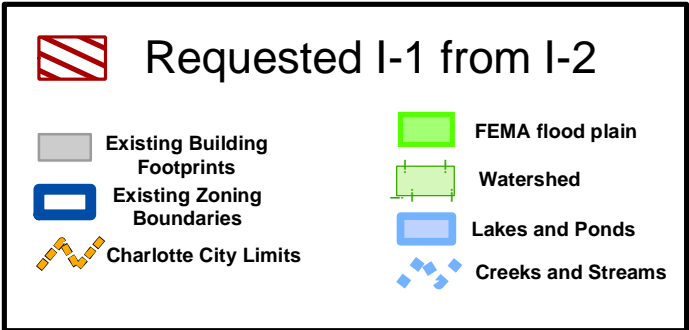 Requested I-1 from I-2
Existing Building
Footprints
Existing Zoning
Boundaries
Charlotte City Limits
FEMA flood plain
Watershed
Lakes and Ponds
Creeks and Streams